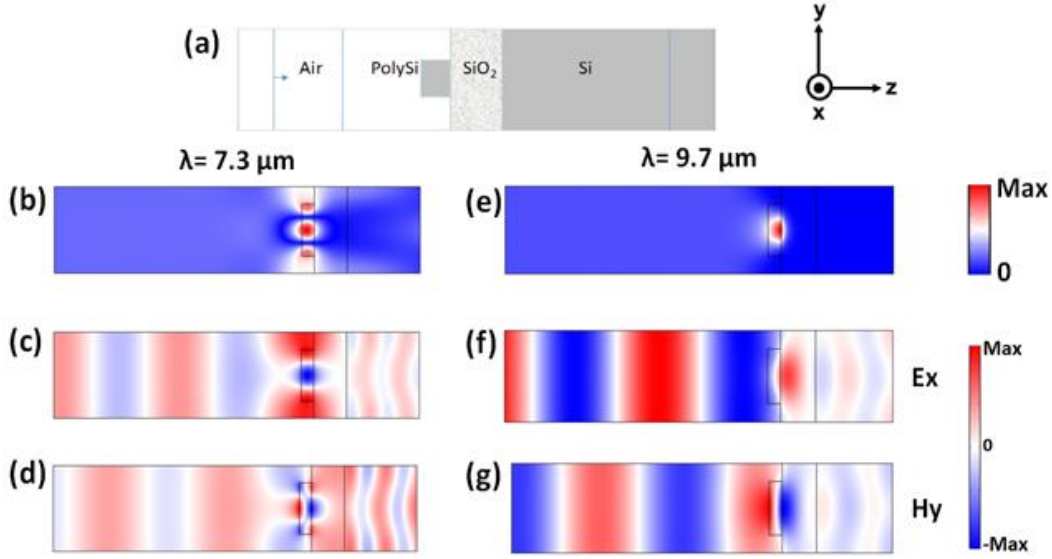 (a)
Air
PolySi
SiO2
Si
y
z
x
λ= 7.3 µm
λ= 9.7 µm
(b)
(e)
Max
0
(c)
(f)
Ex
Max
0
-Max
(d)
(g)
Hy